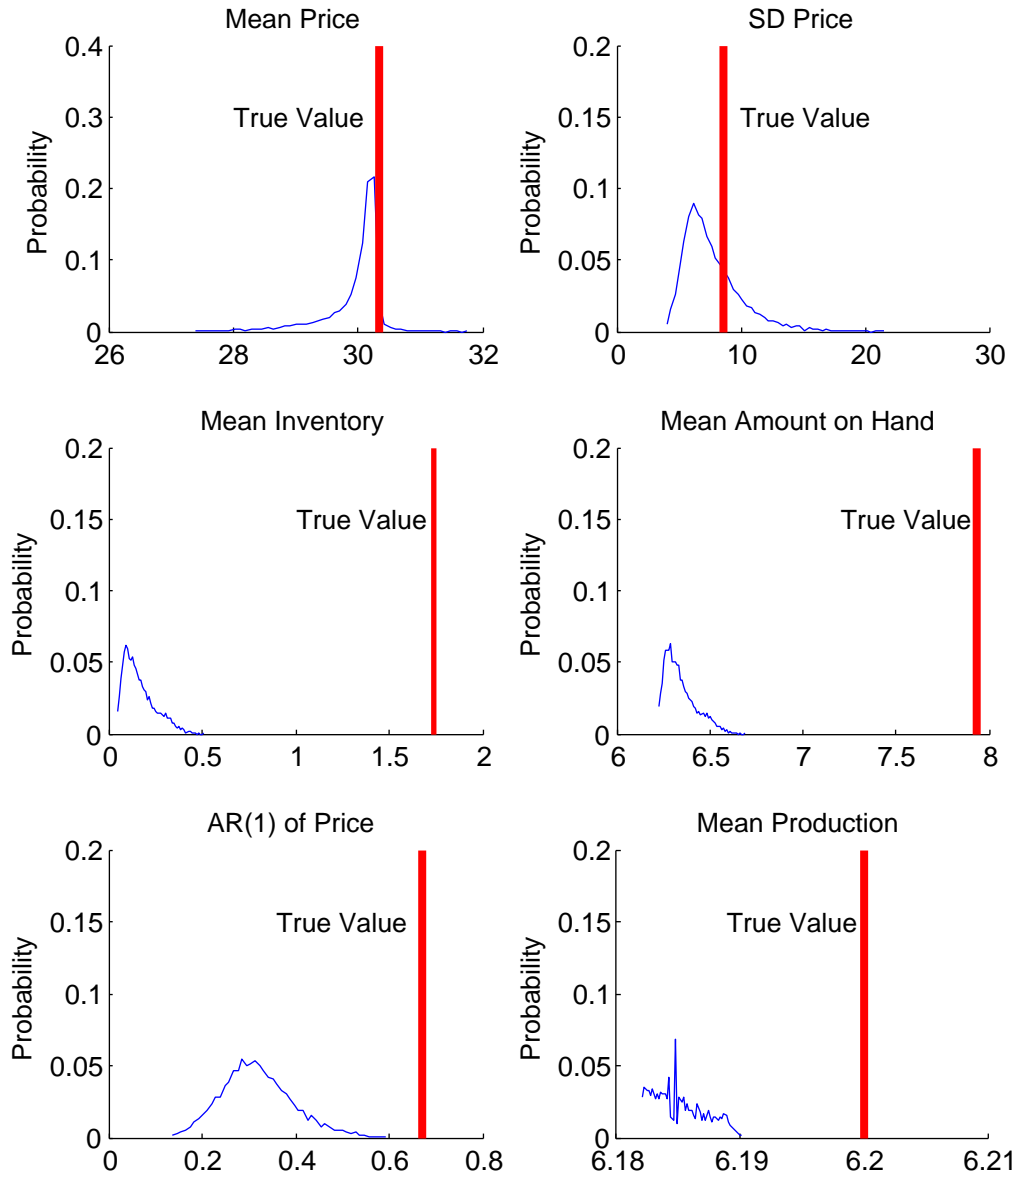 Mean Price
0.4
0.3
0.2
0.1
0
Probability
True Value
26 28 30 32
SD Price
0.2
0.15
0.1
0.05
0
Probability
True Value
0 10 20 30
Mean Inventory
0.2
0.15
0.1
0.05
0
Probability
True Value
0 0.5 1 1.5 2
Mean Amount on Hand
0.2
0.15
0.1
0.05
0
Probability
True Value
6 6.5 7 7.5 8
AR(1) of Price
0.2
0.15
0.1
0.05
0
Probability
True Value
0 0.2 0.4 0.6 0.8
Mean Production
0.2
0.15
0.1
0.05
0
Probability
True Value
6.18 6.19 6.2 6.21